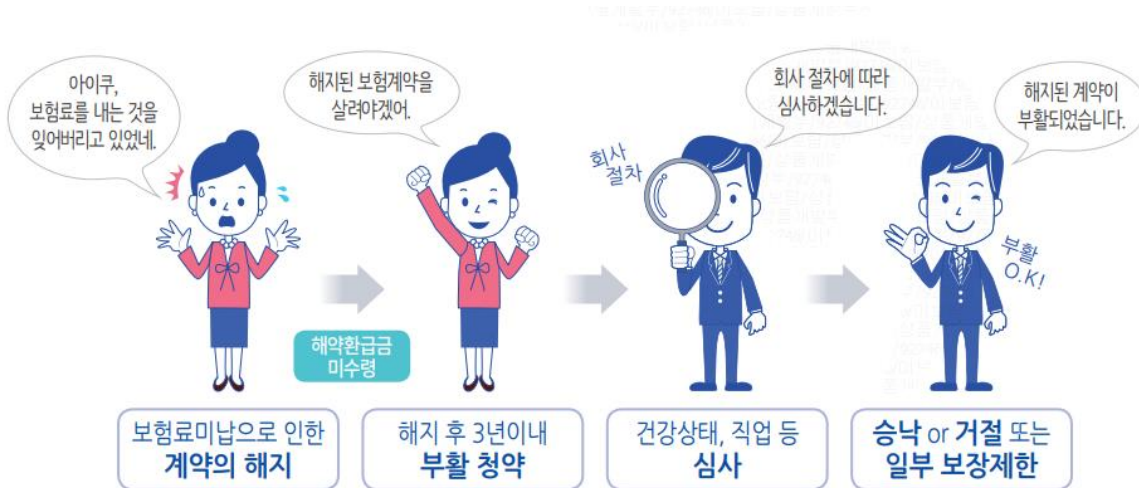 아이쿠,
보험료를 내는 것을
잊어버리고 있었네.
해지된 보험계약을
살려야겠어.
회사 절차에 따라
심사하겠습니다.
해지된 계약이
부활되었습니다.
회사
절차
부활
O.K!
해약환급금
미수령
보험료미납으로 인한
계약의 해지
해지 후 3년이내
부활 청약
건강상태, 직업 등
심사
승낙 or 거절 또는
일부 보장제한